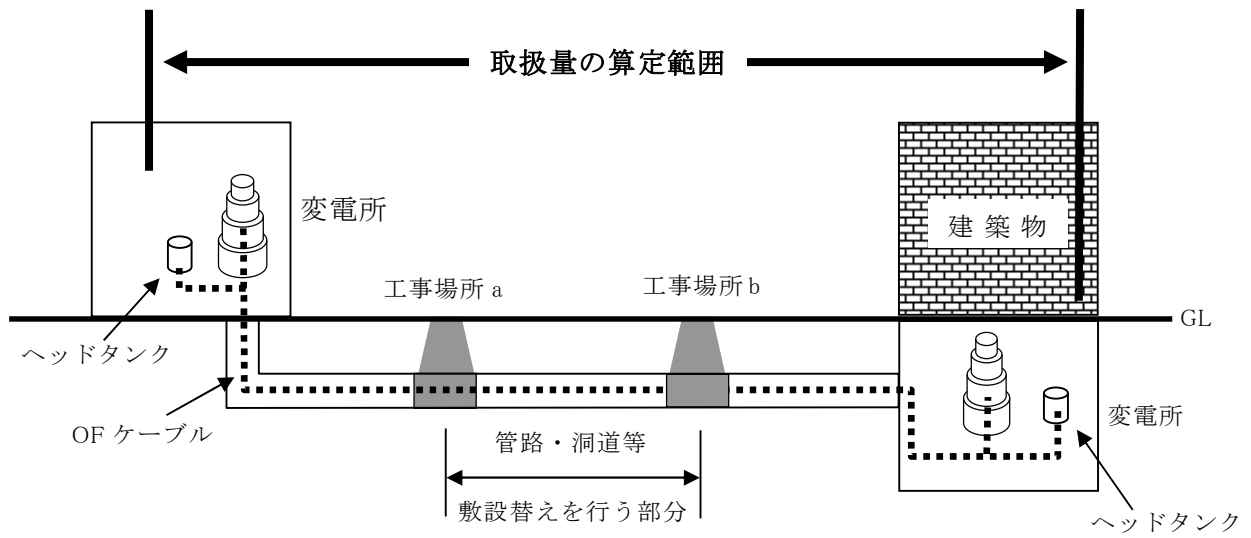 取扱量の算定範囲
変電所
建築物
工事場所 a
工事場所 b
GL
ヘッドタンク
OF ケーブル
管路・洞道等
変電所
敷設替えを行う部分
ヘッドタンク